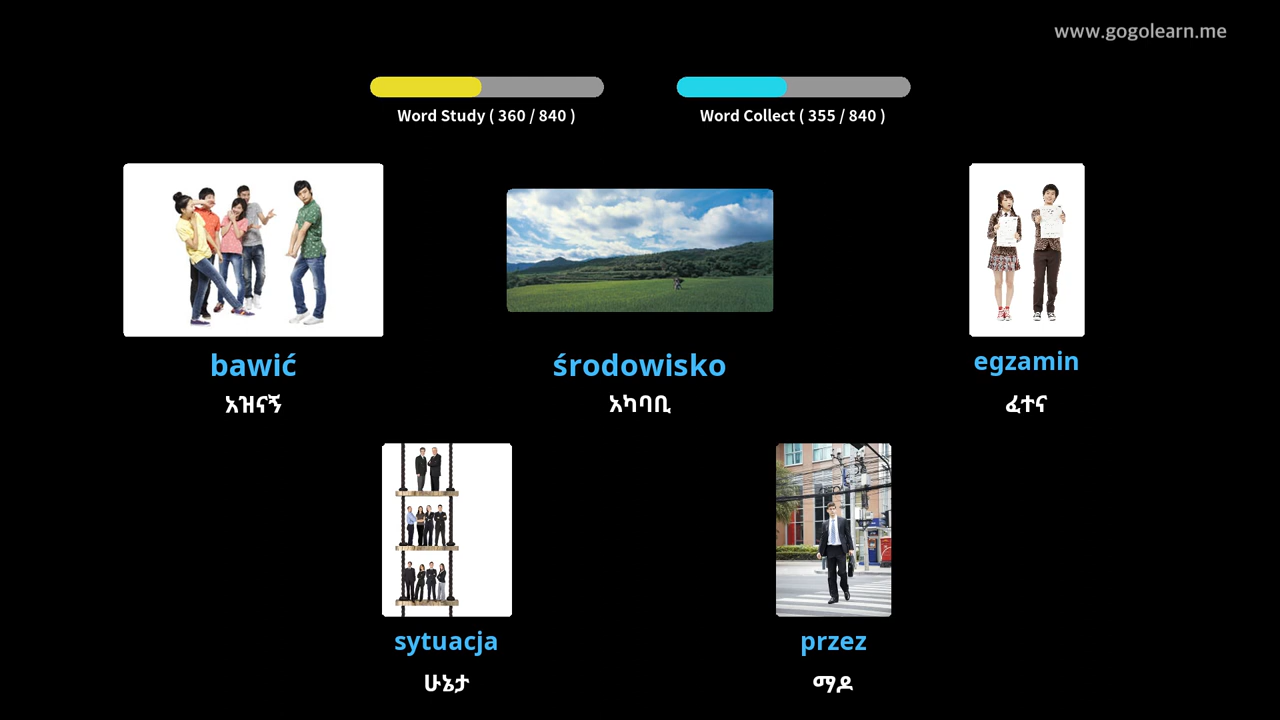 www.gogolearn.me
Word Study ( 360 / 840 )
Word Collect ( 355 / 840 )
bawić
አዝናኝ
środowisko
አካባቢ
egzamin
ፈተና
sytuacja
ሁኔታ
przez
ማዶ